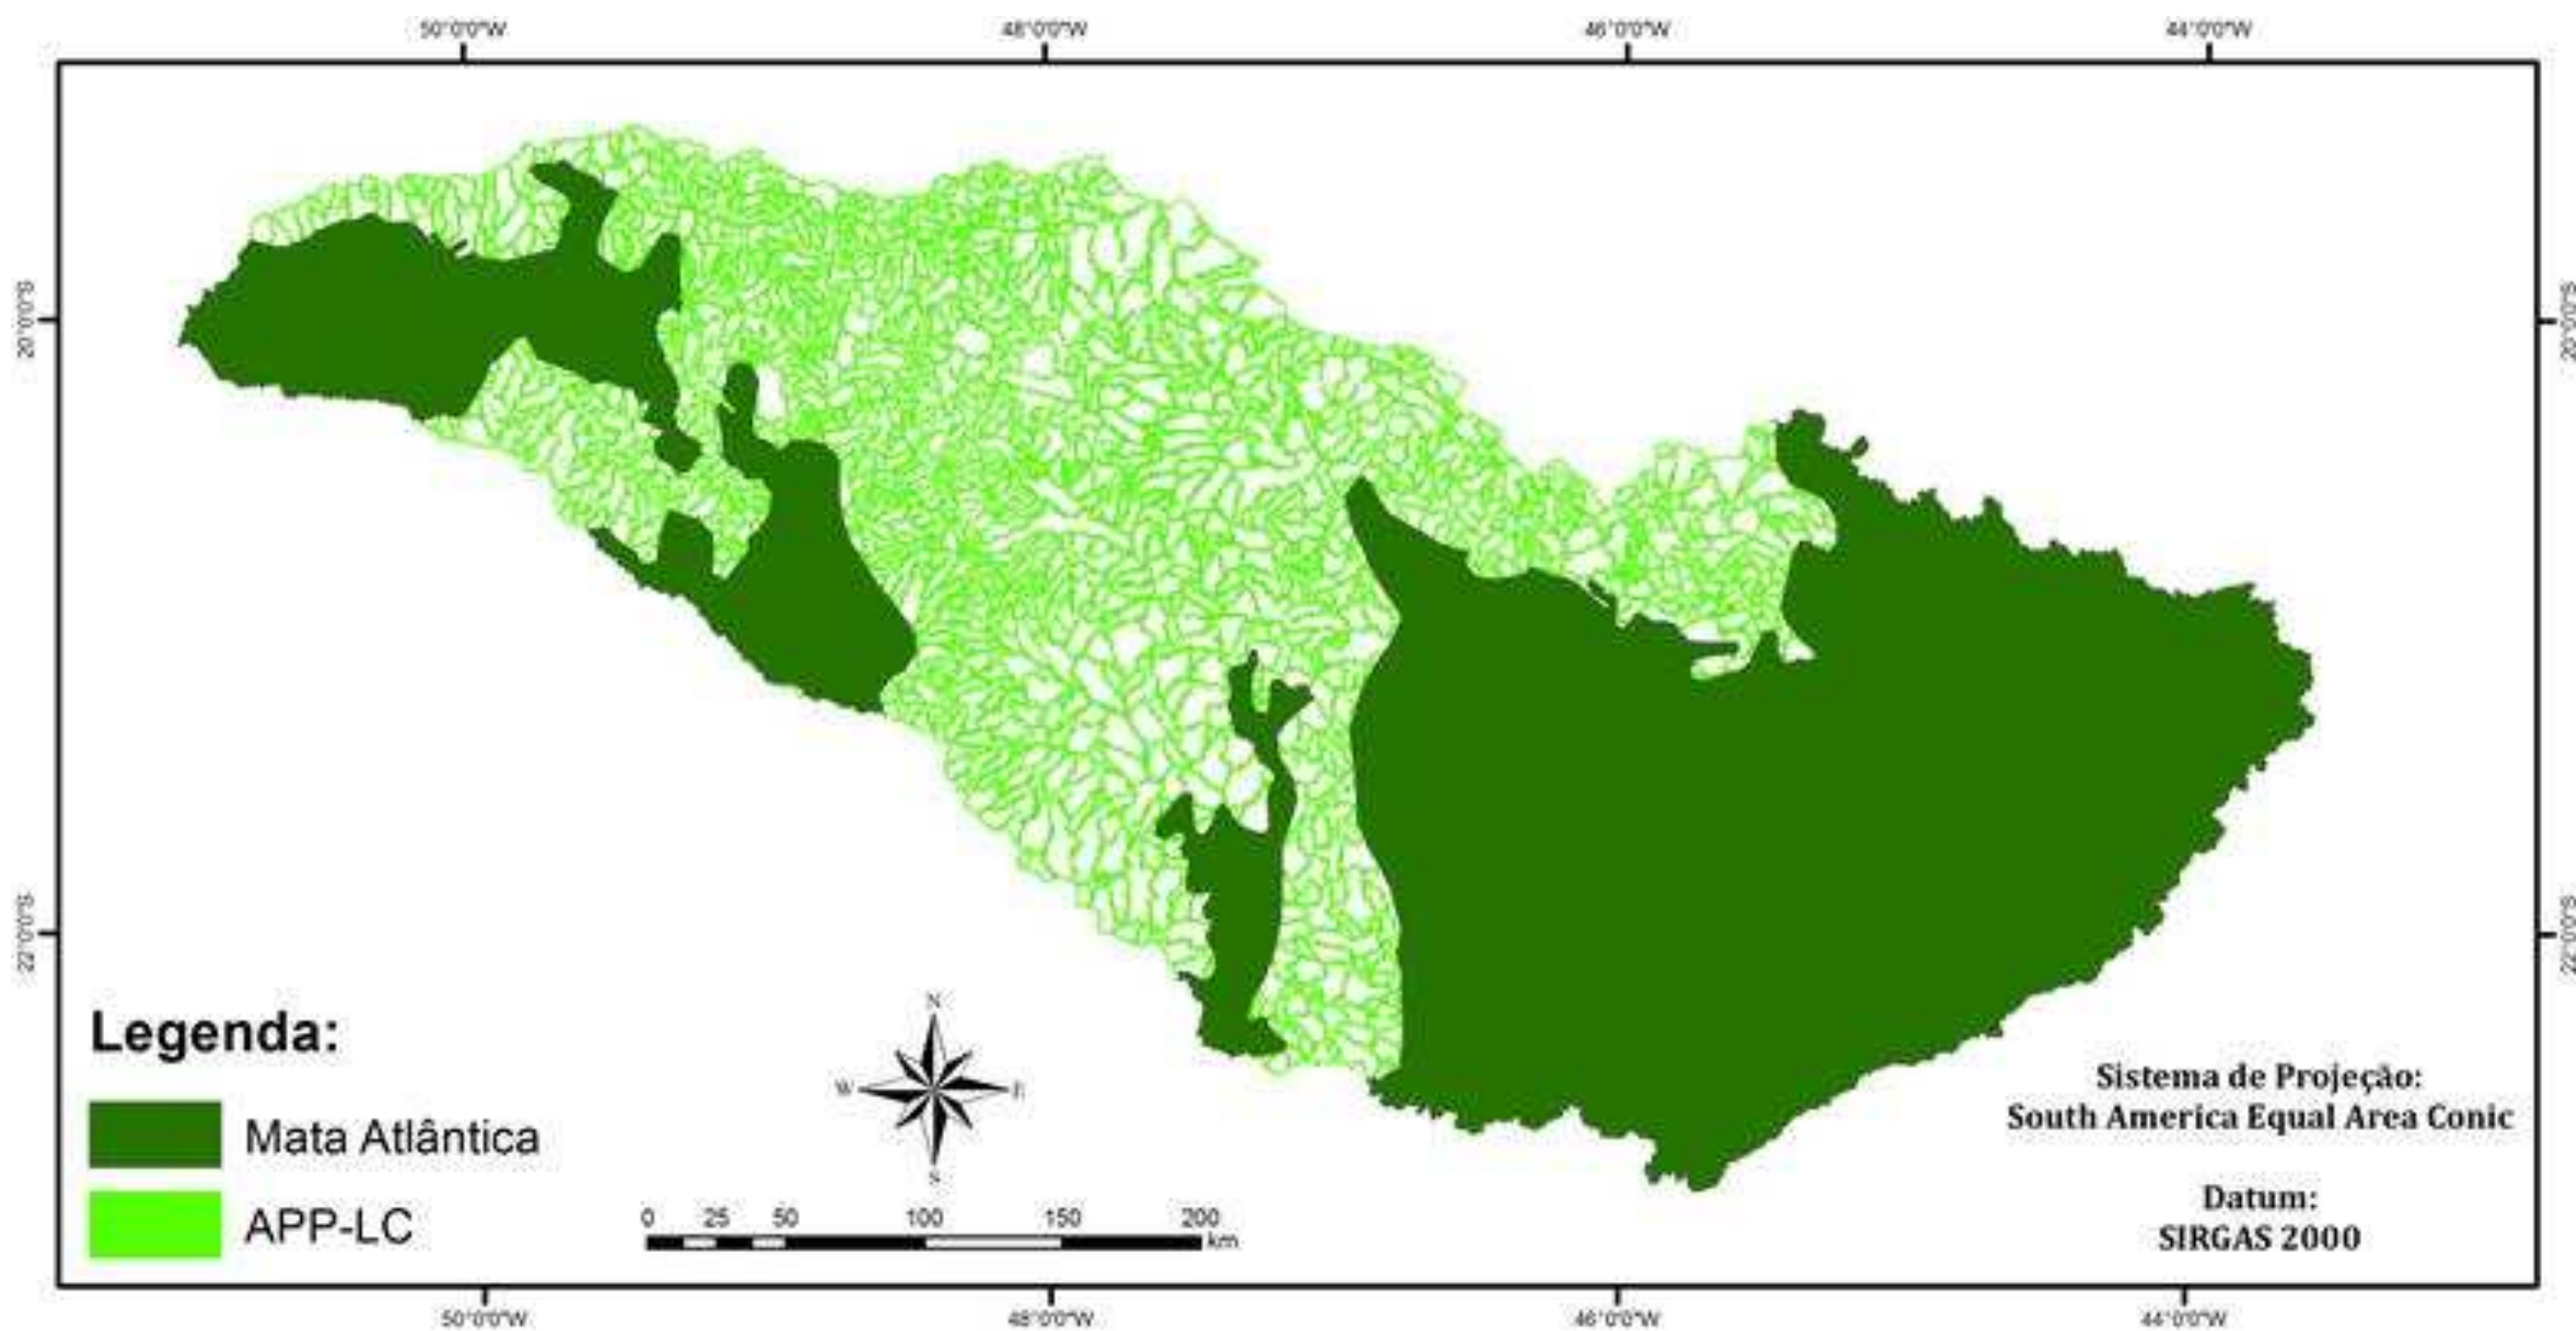 50°0'0"W 48°0'0"W 46°0'0"W 44°0'0"W
20°0'0"S 20°0'0"S
22°0'0"S 22°0'0"S
Legenda:
Mata Atlântica
APP-LC
N
W E
S
0 25 50 100 150 200
km
Sistema de Projeção:
South America Equal Area Conic
Datum:
SIRGAS 2000
50°0'0"W 48°0'0"W 46°0'0"W 44°0'0"W